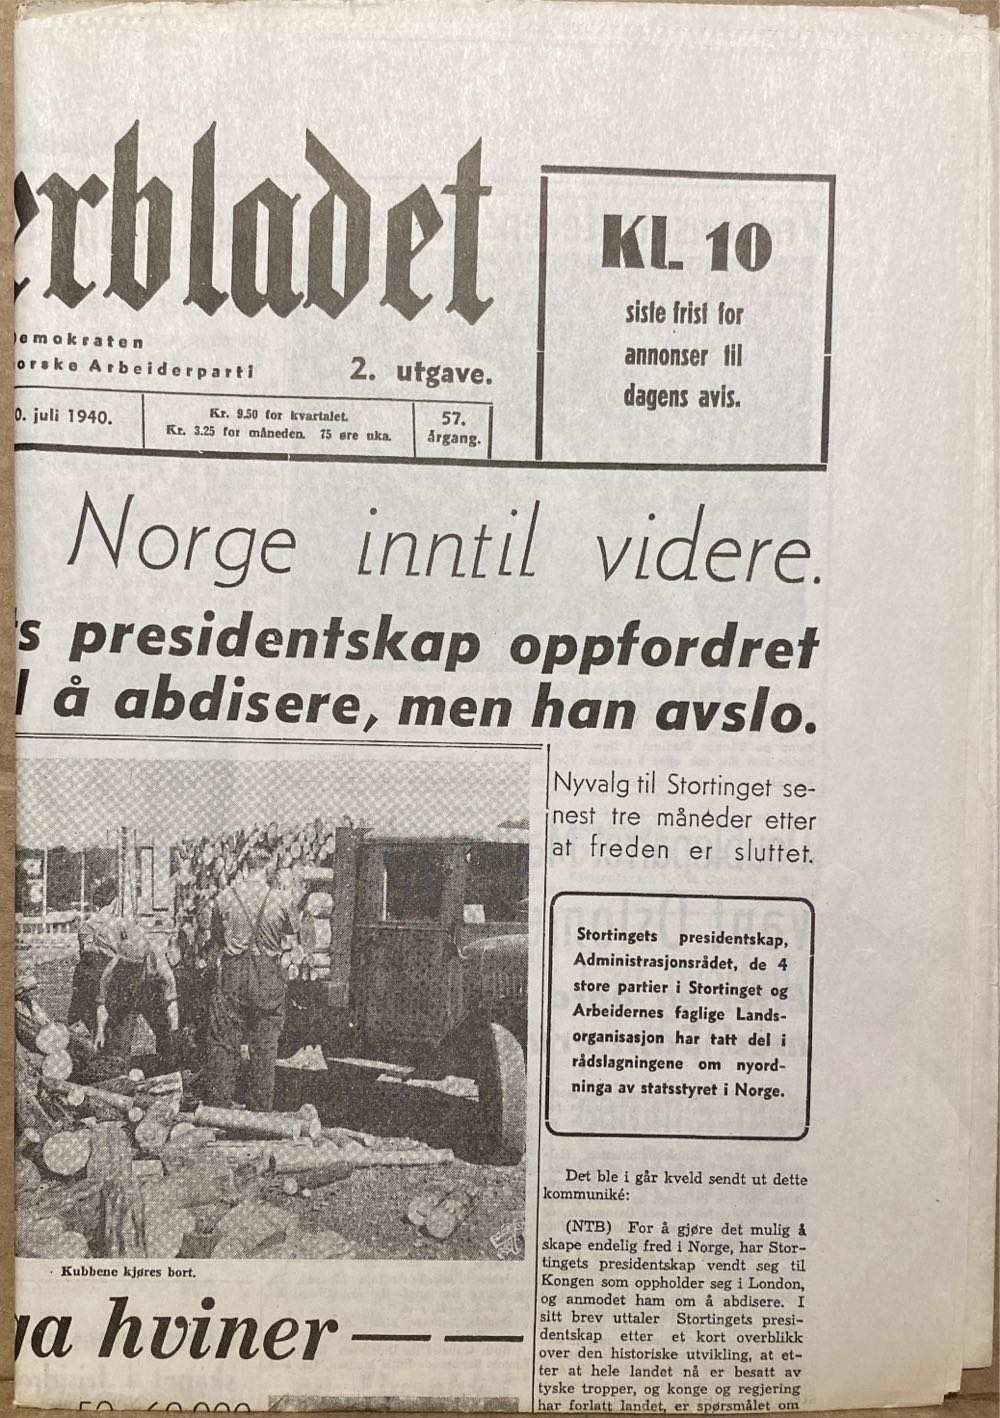 rbladet
KL. 10
siste frist for
annonser til
dagens avis.
emokraten
orske Arbeiderparti
2. utgave.
0. juli 1940.
Kr. 9.50 for kvartalet.
Kr. 3.25 for måneden. 75 øre uka.
57.
årgang.
Norge inntil videre.
s presidentskap oppfordret
l å abdisere, men han avslo.
Nyvalg til Stortinget se-
nest tre måneder etter
at freden er sluttet.
Stortingets presidentskap,
Administrasjonsrådet, de 4
store partier i Stortinget og
Arbeidernes faglige Lands-
organisasjon har tatt del i
rådslagningene om nyord-
ninga av statsstyret i Norge.
Det ble i går kveld sendt ut dette
kommuniké:
(NTB) For å gjøre det mulig å
skape endelig fred i Norge, har Stor-
tingets presidentskap vendt seg til
Kongen som oppholder seg i London,
og anmodet ham om å abdisere. I
sitt brev uttaler Stortingets presi-
dentskap etter et kort overblikk
over den historiske utvikling, at et-
ter at hele landet nå er besatt av
tyske tropper, og konge og regjering
har forlatt landet, er spørsmålet om
Kubbene kjøres bort.
ga hviner — —